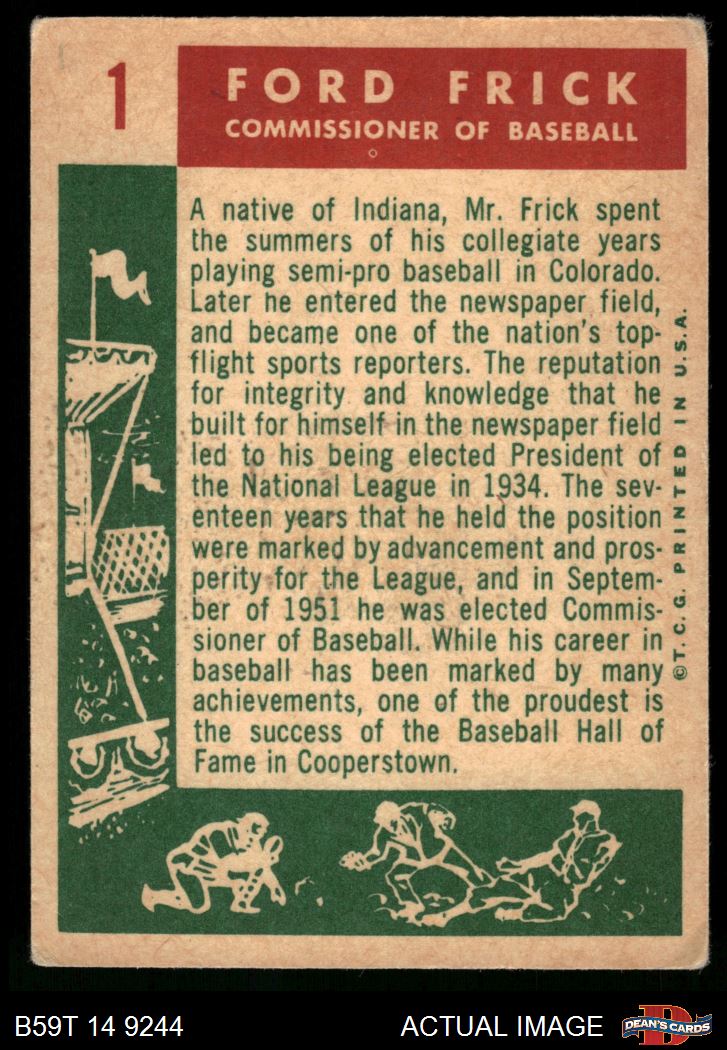 1
FORD FRICK
COMMISSIONER OF BASEBALL
A native of Indiana, Mr. Frick spent
the summers of his collegiate years
playing semi-pro baseball in Colorado.
Later he entered the newspaper field,
and became one of the nation's top-
flight sports reporters. The reputation
for integrity and knowledge that he
built for himself in the newspaper field
led to his being elected President of
the National League in 1934. The sev-
enteen years that he held the position
were marked by advancement and pros-
perity for the League, and in Septem-
ber of 1951 he was elected Commis-
sioner of Baseball. While his career in
baseball has been marked by many
achievements, one of the proudest is
the success of the Baseball Hall of
Fame in Cooperstown.
©T.C.G. PRINTED IN U.S.A.
B59T 14 9244
ACTUAL IMAGE
D
DEAN'S CARDS